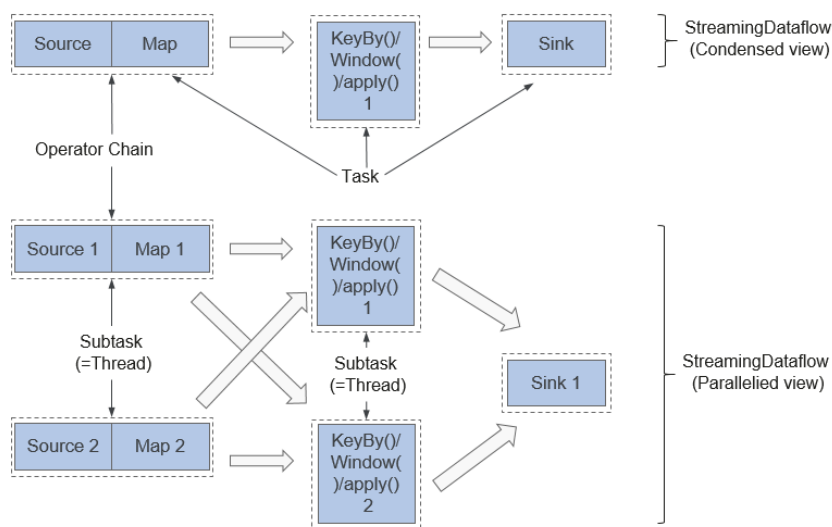 Source
Map
KeyBy()/
Window(
)/apply()
1
Sink
StreamingDataflow
(Condensed view)
Operator Chain
Task
Source 1
Map 1
KeyBy()/
Window(
)/apply()
1
Subtask
(=Thread)
Subtask
(=Thread)
Sink 1
StreamingDataflow
(Parallelied view)
Source 2
Map 2
KeyBy()/
Window(
)/apply()
2